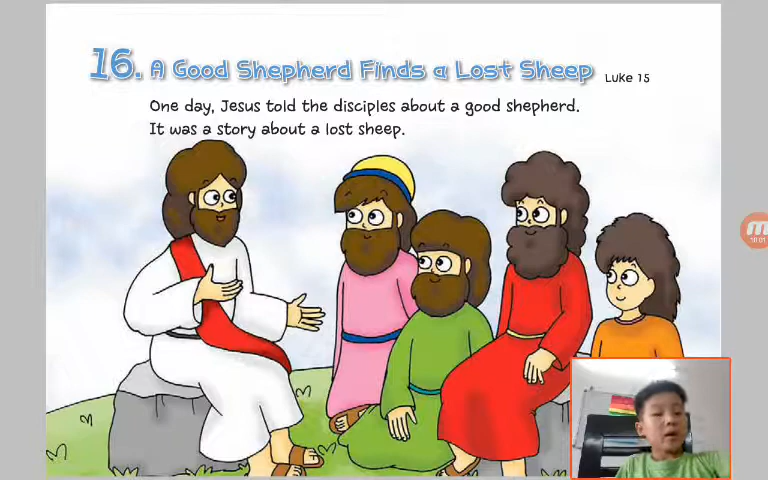 16. A Good Shepherd Finds a Lost Sheep Luke 15
One day, Jesus told the disciples about a good shepherd.
It was a story about a lost sheep.